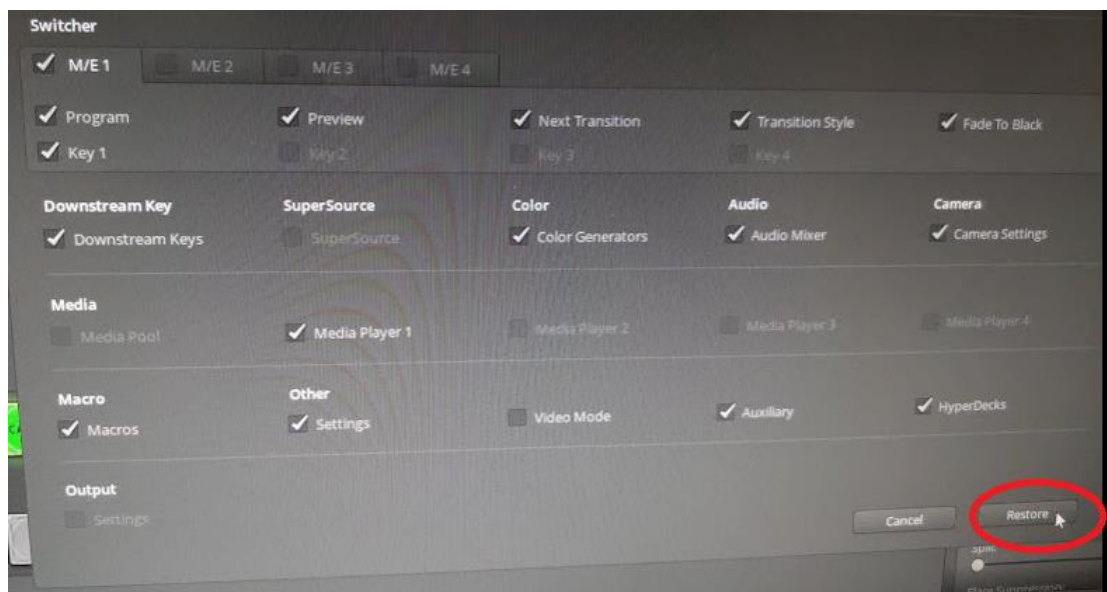 Switcher
M/E 1 M/E 2 M/E 3 M/E 4
Program Preview Next Transition Transition Style Fade To Black
Key 1 Key 2 Key 3 Key 4
Downstream Key SuperSource Color Audio Camera
Downstream Keys SuperSource Color Generators Audio Mixer Camera Settings
Media
Media Pool Media Player 1 Media Player 2 Media Player 3 Media Player 4
Macro Other
Macros Settings Video Mode Auxiliary HyperDecks
Output
Settings
Cancel Restore
Split: